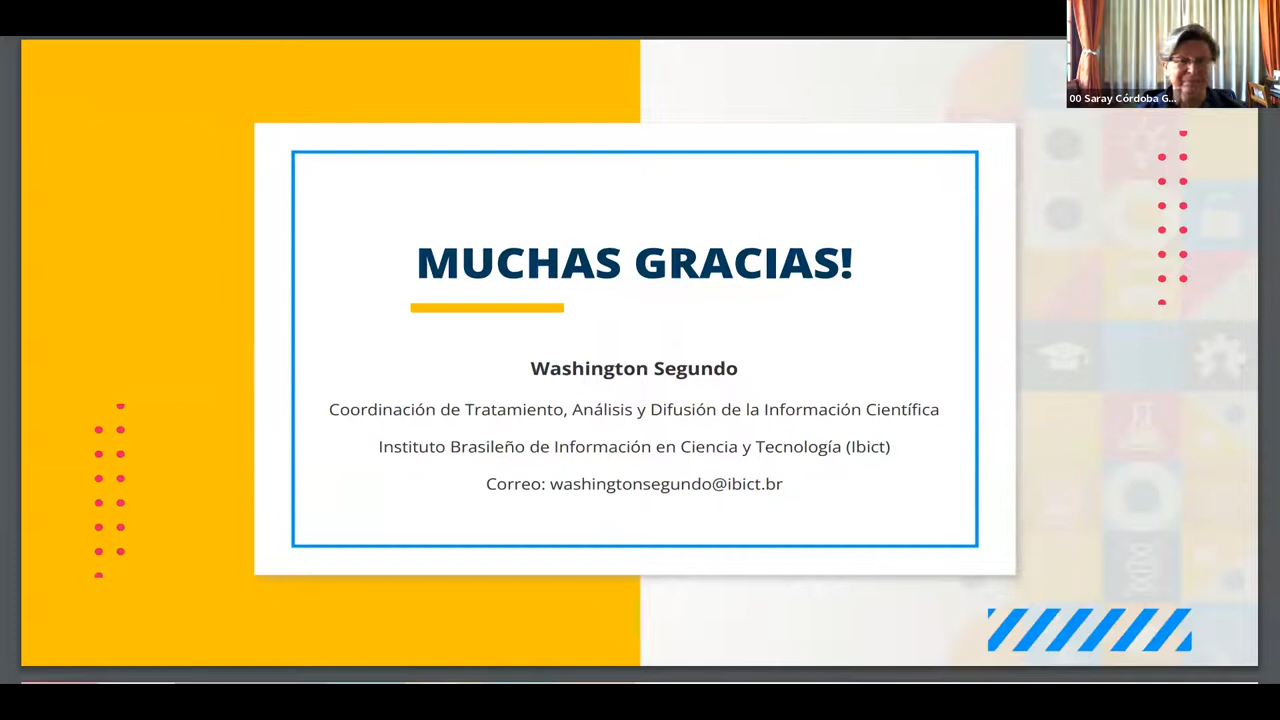 00 Saray Córdoba G...
MUCHAS GRACIAS!
Washington Segundo
Coordinación de Tratamiento, Análisis y Difusión de la Información Científica
Instituto Brasileño de Información en Ciencia y Tecnología (Ibict)
Correo: washingtonsegundo@ibict.br